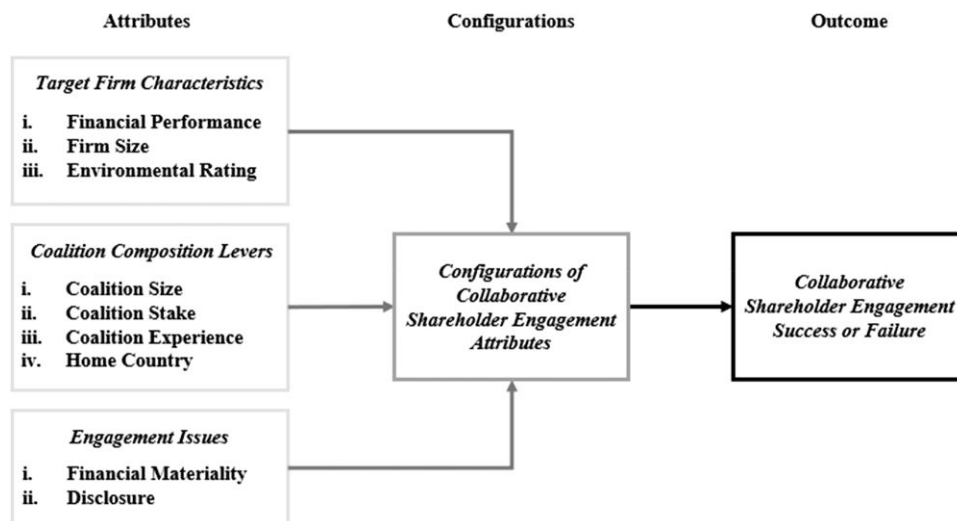 Attributes
Configurations
Outcome
Target Firm Characteristics
i. Financial Performance
ii. Firm Size
iii. Environmental Rating
Coalition Composition Levers
i. Coalition Size
ii. Coalition Stake
iii. Coalition Experience
iv. Home Country
Engagement Issues
i. Financial Materiality
ii. Disclosure
Configurations of
Collaborative
Shareholder Engagement
Attributes
Collaborative
Shareholder Engagement
Success or Failure